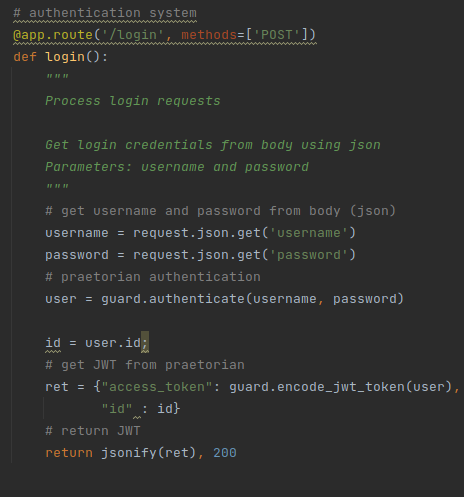 # authentication system
@app.route('/login', methods=['POST'])
def login():
    """
    Process login requests

    Get login credentials from body using json
    Parameters: username and password
    """
    # get username and password from body (json)
    username = request.json.get('username')
    password = request.json.get('password')
    # praetorian authentication
    user = guard.authenticate(username, password)

    id = user.id;
    # get JWT from praetorian
    ret = {"access_token": guard.encode_jwt_token(user),
           "id" : id}
    # return JWT
    return jsonify(ret), 200